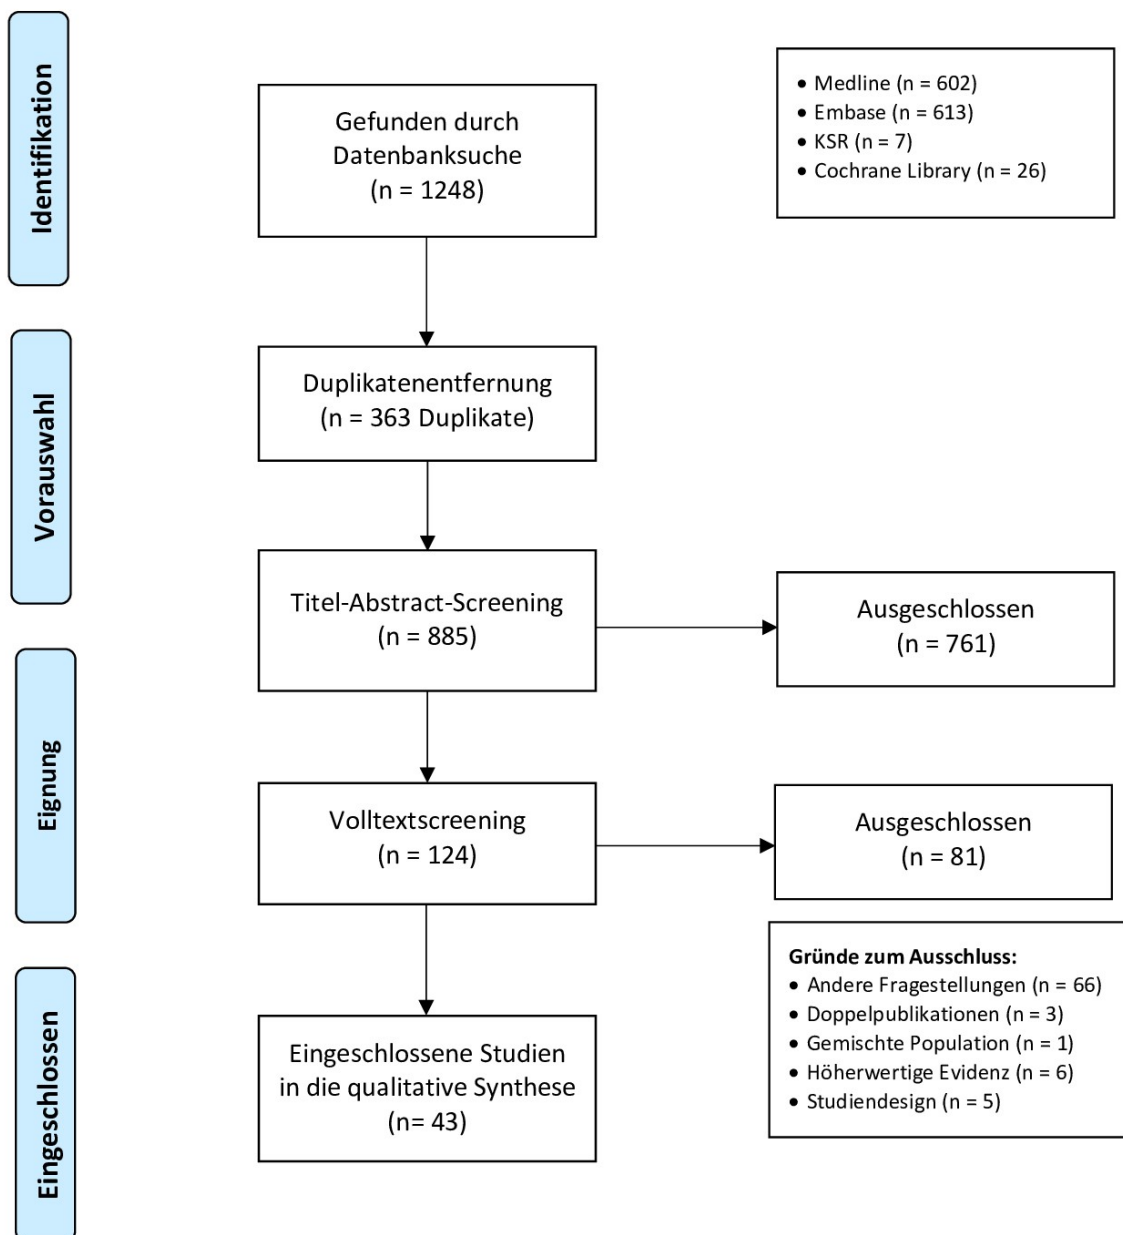 Identifikation
Gefunden durch
Datenbanksuche
(n = 1248)
• Medline (n = 602)
• Embase (n = 613)
• KSR (n = 7)
• Cochrane Library (n = 26)
Vorauswahl
Duplikatenentfernung
(n = 363 Duplikate)
Titel-Abstract-Screening
(n = 885)
Ausgeschlossen
(n = 761)
Eignung
Volltextscreening
(n = 124)
Ausgeschlossen
(n = 81)
Gründe zum Ausschluss:
• Andere Fragestellungen (n = 66)
• Doppelpublikationen (n = 3)
• Gemischte Population (n = 1)
• Höherwertige Evidenz (n = 6)
• Studiendesign (n = 5)
Eingeschlossen
Eingeschlossene Studien
in die qualitative Synthese
(n= 43)